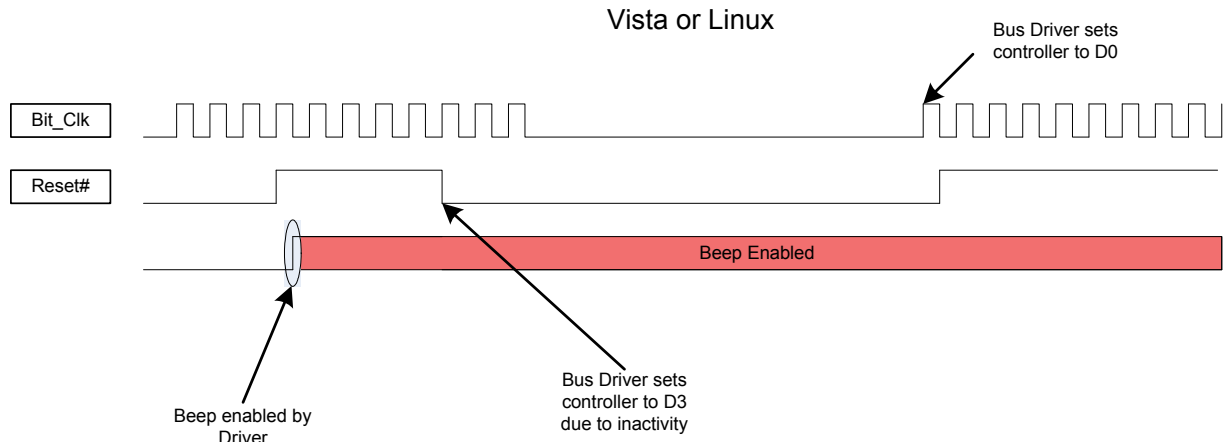 Vista or Linux
Bus Driver sets
controller to D0
Bit_Clk
Reset#
Beep Enabled
Beep enabled by
Driver
Bus Driver sets
controller to D3
due to inactivity